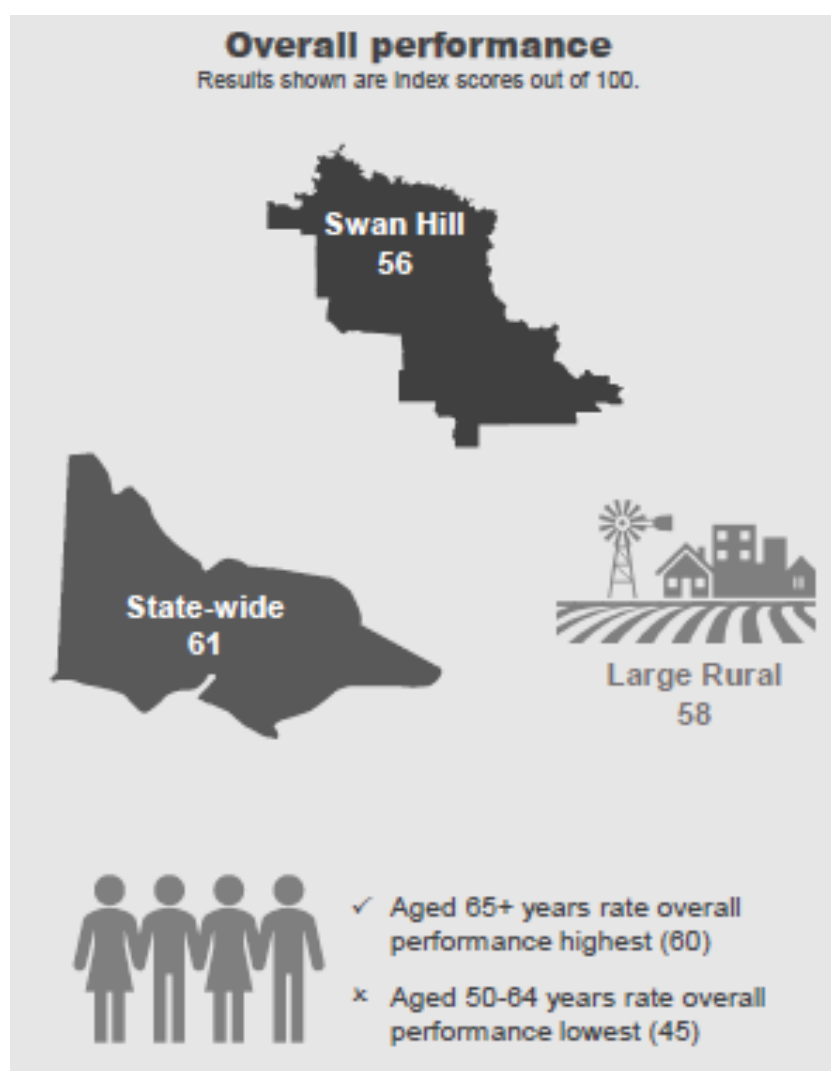 Overall performance
Results shown are index scores out of 100.
Swan Hill
56
State-wide
61
Large Rural
58
✓ Aged 65+ years rate overall
performance highest (60)
× Aged 50-64 years rate overall
performance lowest (45)